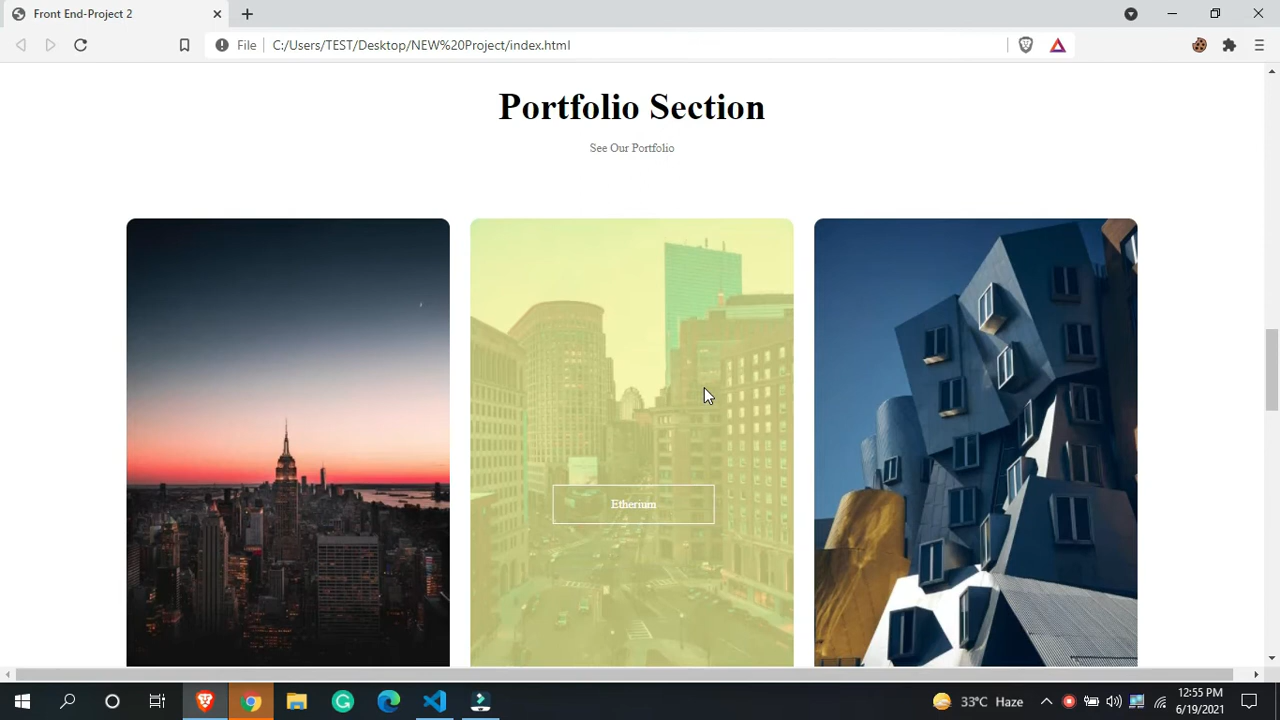 Front End-Project 2
File
C:/Users/TEST/Desktop/NEW%20Project/index.html
Portfolio Section
See Our Portfolio
Etherium
33°C Haze
12:55 PM
6/19/2021